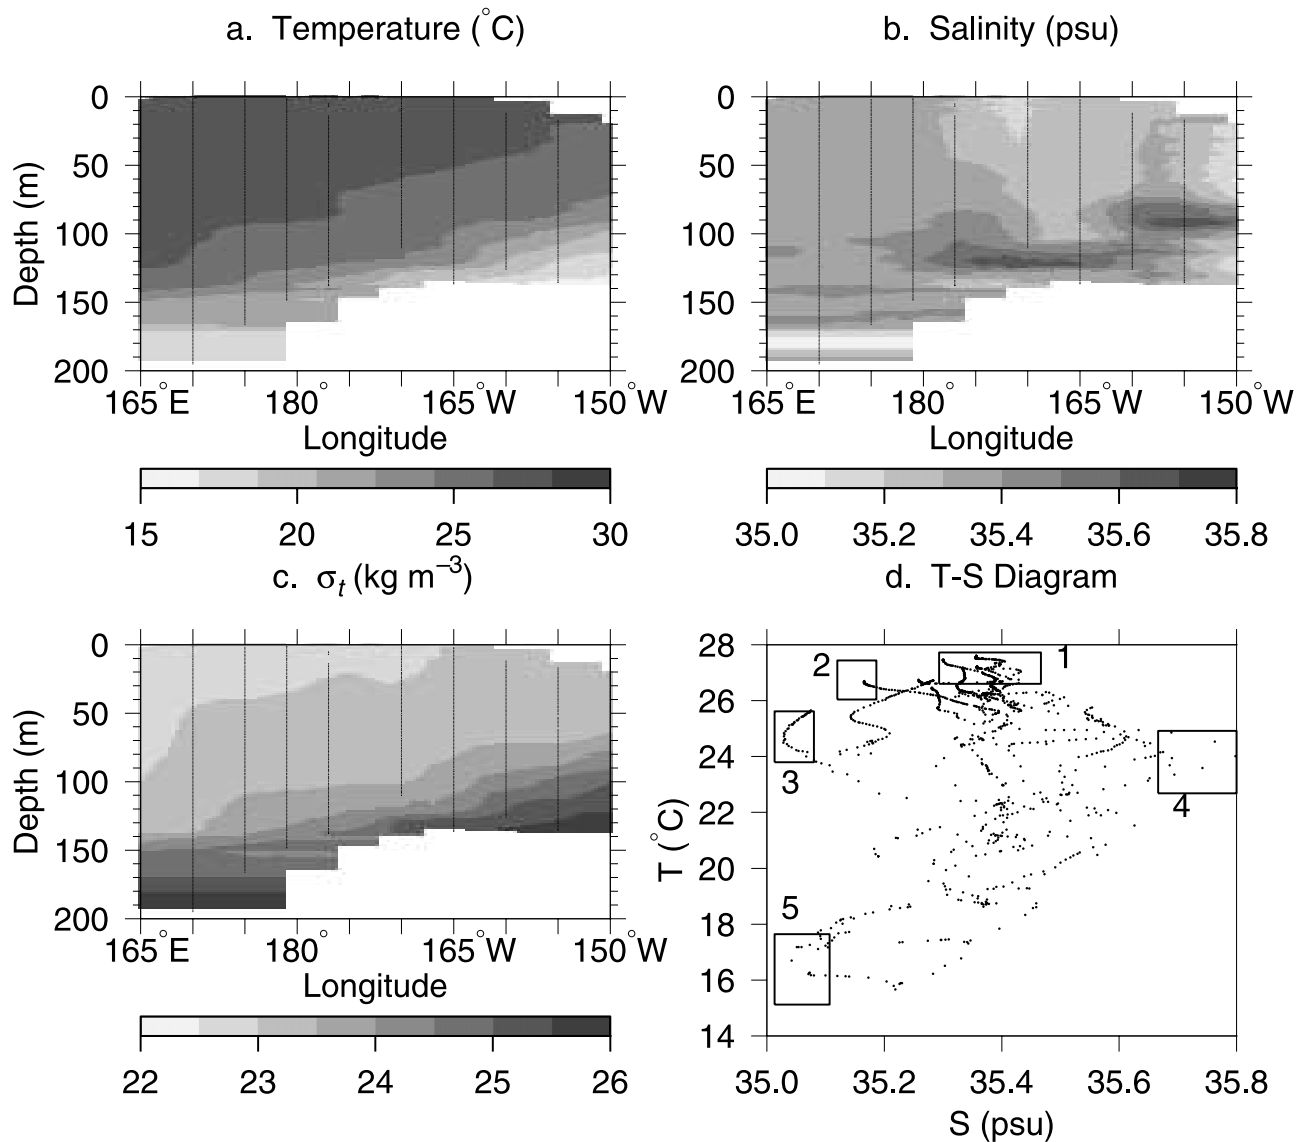 a. Temperature (°C)
b. Salinity (psu)
0
50
100
150
200
Depth (m)
165°E
180°
165°W
150°W
Longitude
15
20
25
30
0
50
100
150
200
Depth (m)
165°E
180°
165°W
150°W
Longitude
35.0
35.2
35.4
35.6
35.8
c. σt (kg m−3)
d. T-S Diagram
0
50
100
150
200
Depth (m)
165°E
180°
165°W
150°W
Longitude
22
23
24
25
26
28
26
24
22
20
18
16
14
T (°C)
1
2
3
4
5
35.0
35.2
35.4
35.6
35.8
S (psu)